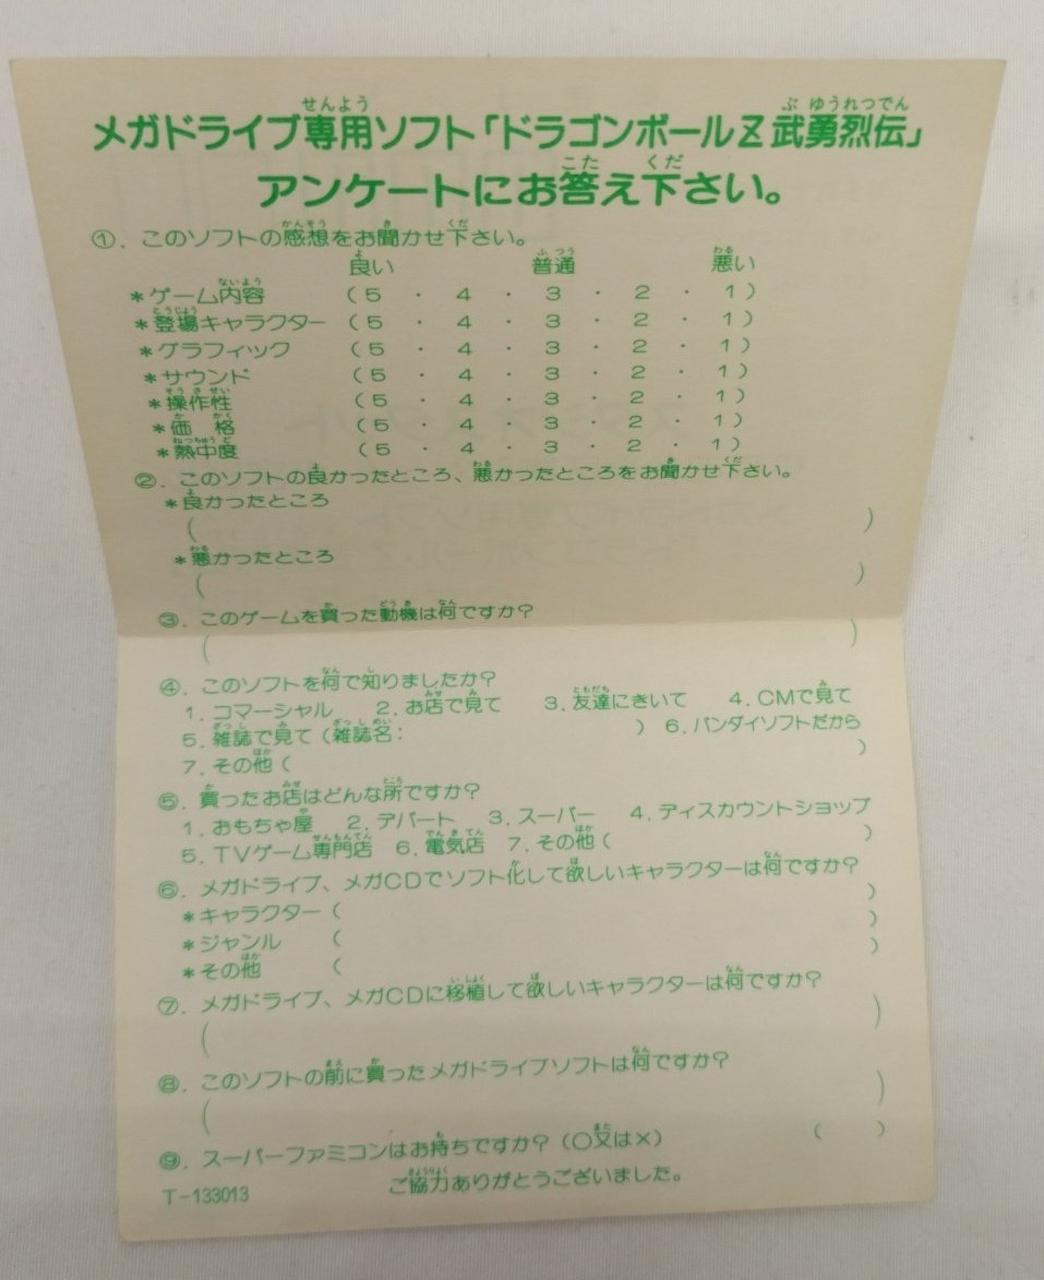 メガドライブ専用ソフト「ドラゴンボールZ 武勇烈伝」
アンケートにお答え下さい。
①. このソフトの感想をお聞かせ下さい。
良い 普通 悪い
*ゲーム内容 (5 ・ 4 ・ 3 ・ 2 ・ 1)
*登場キャラクター (5 ・ 4 ・ 3 ・ 2 ・ 1)
*グラフィック (5 ・ 4 ・ 3 ・ 2 ・ 1)
*サウンド (5 ・ 4 ・ 3 ・ 2 ・ 1)
*操作性 (5 ・ 4 ・ 3 ・ 2 ・ 1)
*価 格 (5 ・ 4 ・ 3 ・ 2 ・ 1)
*熱中度 (5 ・ 4 ・ 3 ・ 2 ・ 1)
②. このソフトの良かったところ、悪かったところをお聞かせ下さい。
*良かったところ
( )
*悪かったところ
( )
③. このゲームを買った動機は何ですか?
( )
④. このソフトを何で知りましたか?
1. コマーシャル 2. お店で見て 3. 友達にきいて 4. CMで見て
5. 雑誌で見て (雑誌名: ) 6. バンダイソフトだから
7. その他 ( )
⑤. 買ったお店はどんな所ですか?
1. おもちゃ屋 2. デパート 3. スーパー 4. ディスカウントショップ
5. TVゲーム専門店 6. 電気店 7. その他 ( )
⑥. メガドライブ、メガCDでソフト化して欲しいキャラクターは何ですか?
*キャラクター ( )
*ジャンル ( )
*その他 ( )
⑦. メガドライブ、メガCDに移植して欲しいキャラクターは何ですか?
( )
⑧. このソフトの前に買ったメガドライブソフトは何ですか?
( )
⑨. スーパーファミコンはお持ちですか? (○又は×) ( )
T-133013 ご協力ありがとうございました。